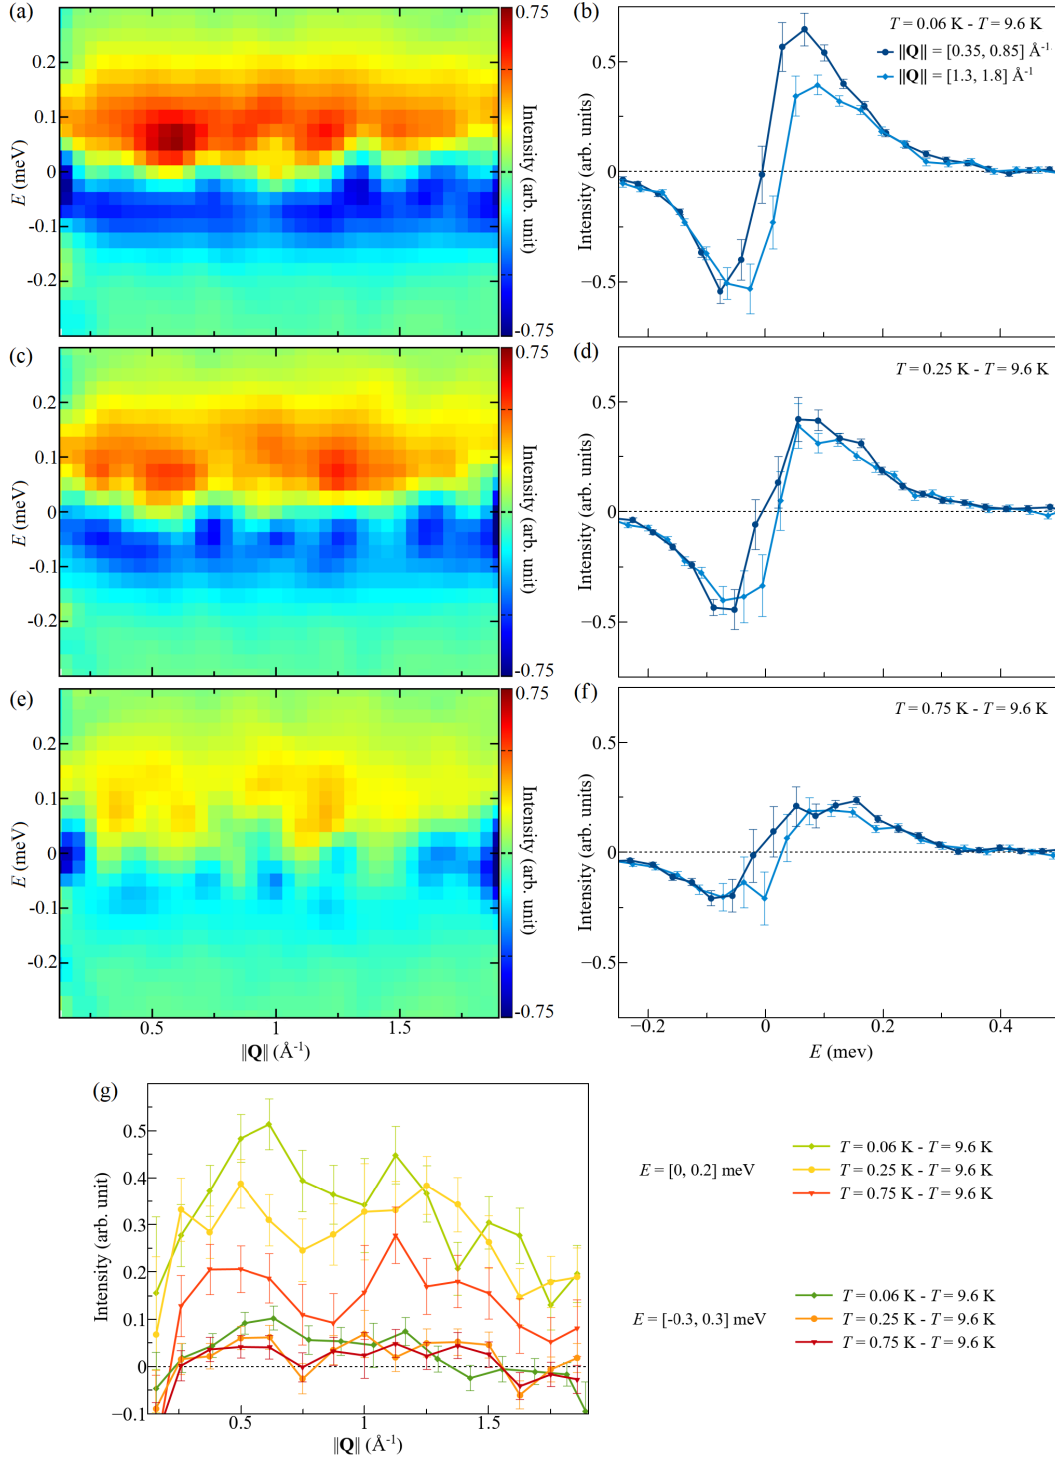 (a)
0.2
0.1
0
-0.1
-0.2
E (meV)
0.75
Intensity (arb. unit)
-0.75
(b)
T = 0.06 K - T = 9.6 K
||Q|| = [0.35, 0.85] Å-1
||Q|| = [1.3, 1.8] Å-1
0.5
0
−0.5
Intensity (arb. units)
(c)
0.2
0.1
0
-0.1
-0.2
E (meV)
0.75
Intensity (arb. unit)
-0.75
(d)
T = 0.25 K - T = 9.6 K
0.5
0
−0.5
Intensity (arb. units)
(e)
0.2
0.1
0
-0.1
-0.2
E (meV)
0.5
1
1.5
||Q|| (Å-1)
0.75
Intensity (arb. unit)
-0.75
(f)
T = 0.75 K - T = 9.6 K
0.5
0
−0.5
Intensity (arb. units)
−0.2
0
0.2
0.4
E (mev)
(g)
0.5
0.4
0.3
0.2
0.1
0
−0.1
Intensity (arb. unit)
0.5
1
1.5
||Q|| (Å-1)
E = [0, 0.2] meV
T = 0.06 K - T = 9.6 K
T = 0.25 K - T = 9.6 K
T = 0.75 K - T = 9.6 K
E = [-0.3, 0.3] meV
T = 0.06 K - T = 9.6 K
T = 0.25 K - T = 9.6 K
T = 0.75 K - T = 9.6 K